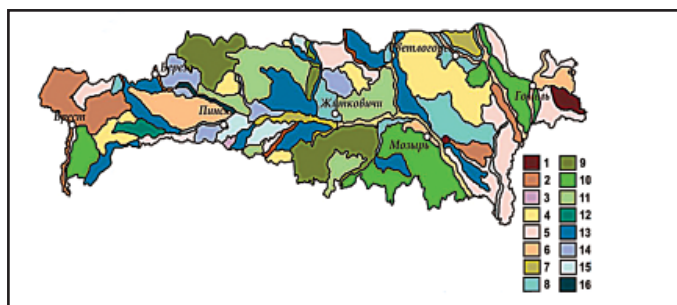 Светлогорск
Береза
Гомель
Брест
Пинск
Житковичи
Мозырь
1 9
2 10
3 11
4 12
5 13
6 14
7 15
8 16